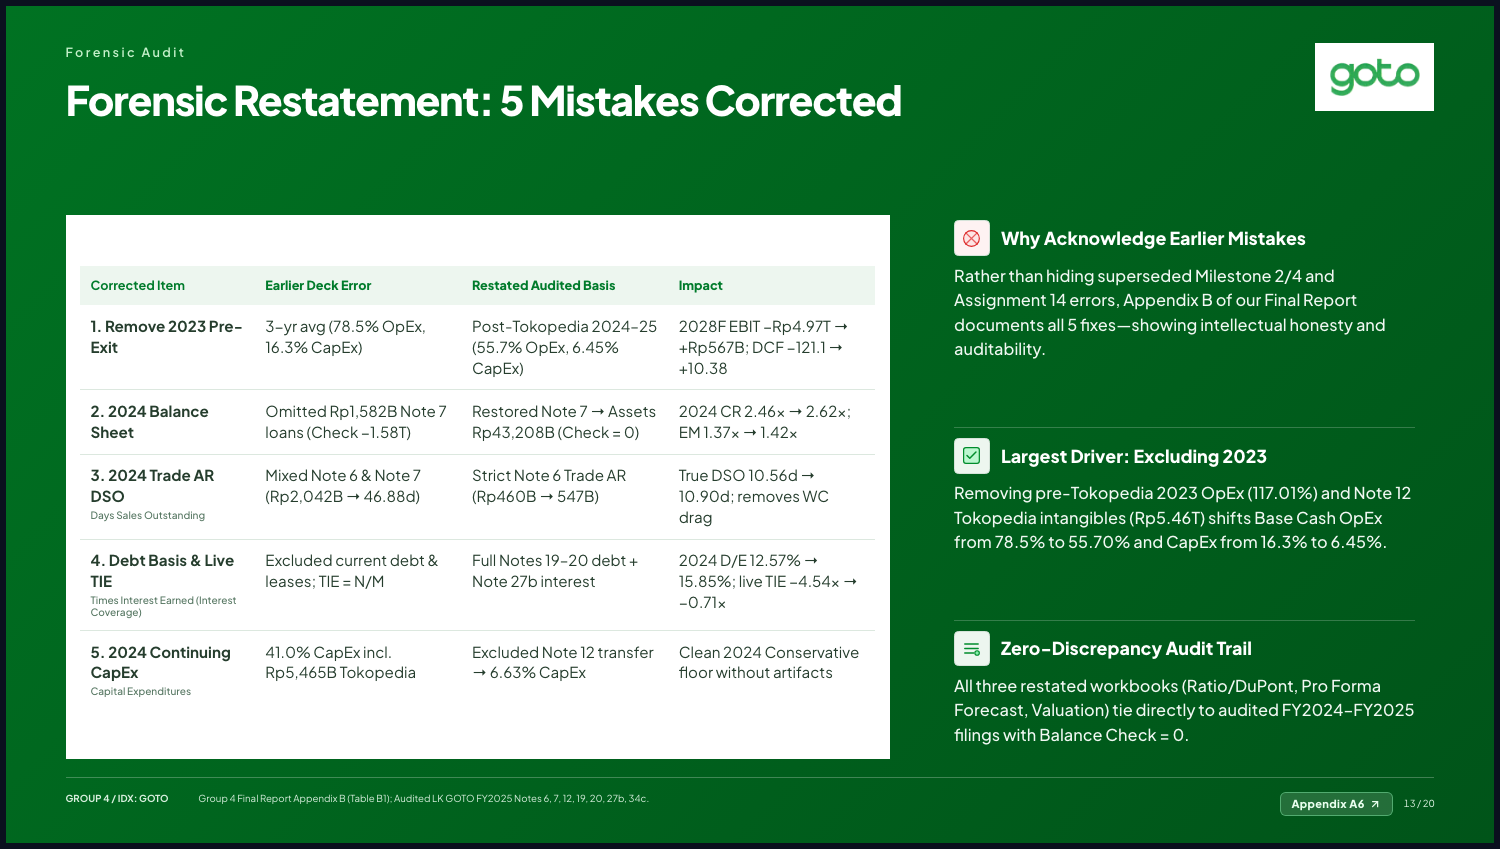 Forensic Audit
Forensic Restatement: 5 Mistakes Corrected
goto
Corrected Item
Earlier Deck Error
Restated Audited Basis
Impact
1. Remove 2023 Pre-
Exit
3-yr avg (78.5% OpEx,
16.3% CapEx)
Post-Tokopedia 2024–25
(55.7% OpEx, 6.45%
CapEx)
2028F EBIT −Rp4.97T →
+Rp567B; DCF −121.1 →
+10.38
2. 2024 Balance
Sheet
Omitted Rp1,582B Note 7
loans (Check −1.58T)
Restored Note 7 → Assets
Rp43,208B (Check = 0)
2024 CR 2.46× → 2.62×;
EM 1.37× → 1.42×
3. 2024 Trade AR
DSO
Days Sales Outstanding
Mixed Note 6 & Note 7
(Rp2,042B → 46.88d)
Strict Note 6 Trade AR
(Rp460B → 547B)
True DSO 10.56d →
10.90d; removes WC
drag
4. Debt Basis & Live
TIE
Times Interest Earned (Interest
Coverage)
Excluded current debt &
leases; TIE = N/M
Full Notes 19–20 debt +
Note 27b interest
2024 D/E 12.57% →
15.85%; live TIE −4.54× →
−0.71×
5. 2024 Continuing
CapEx
Capital Expenditures
41.0% CapEx incl.
Rp5,465B Tokopedia
Excluded Note 12 transfer
→ 6.63% CapEx
Clean 2024 Conservative
floor without artifacts
Why Acknowledge Earlier Mistakes
Rather than hiding superseded Milestone 2/4 and
Assignment 14 errors, Appendix B of our Final Report
documents all 5 fixes—showing intellectual honesty and
auditability.
Largest Driver: Excluding 2023
Removing pre-Tokopedia 2023 OpEx (117.01%) and Note 12
Tokopedia intangibles (Rp5.46T) shifts Base Cash OpEx
from 78.5% to 55.70% and CapEx from 16.3% to 6.45%.
Zero-Discrepancy Audit Trail
All three restated workbooks (Ratio/DuPont, Pro Forma
Forecast, Valuation) tie directly to audited FY2024–FY2025
filings with Balance Check = 0.
GROUP 4 / IDX: GOTO
Group 4 Final Report Appendix B (Table B1); Audited LK GOTO FY2025 Notes 6, 7, 12, 19, 20, 27b, 34c.
Appendix A6 ↗
13 / 20